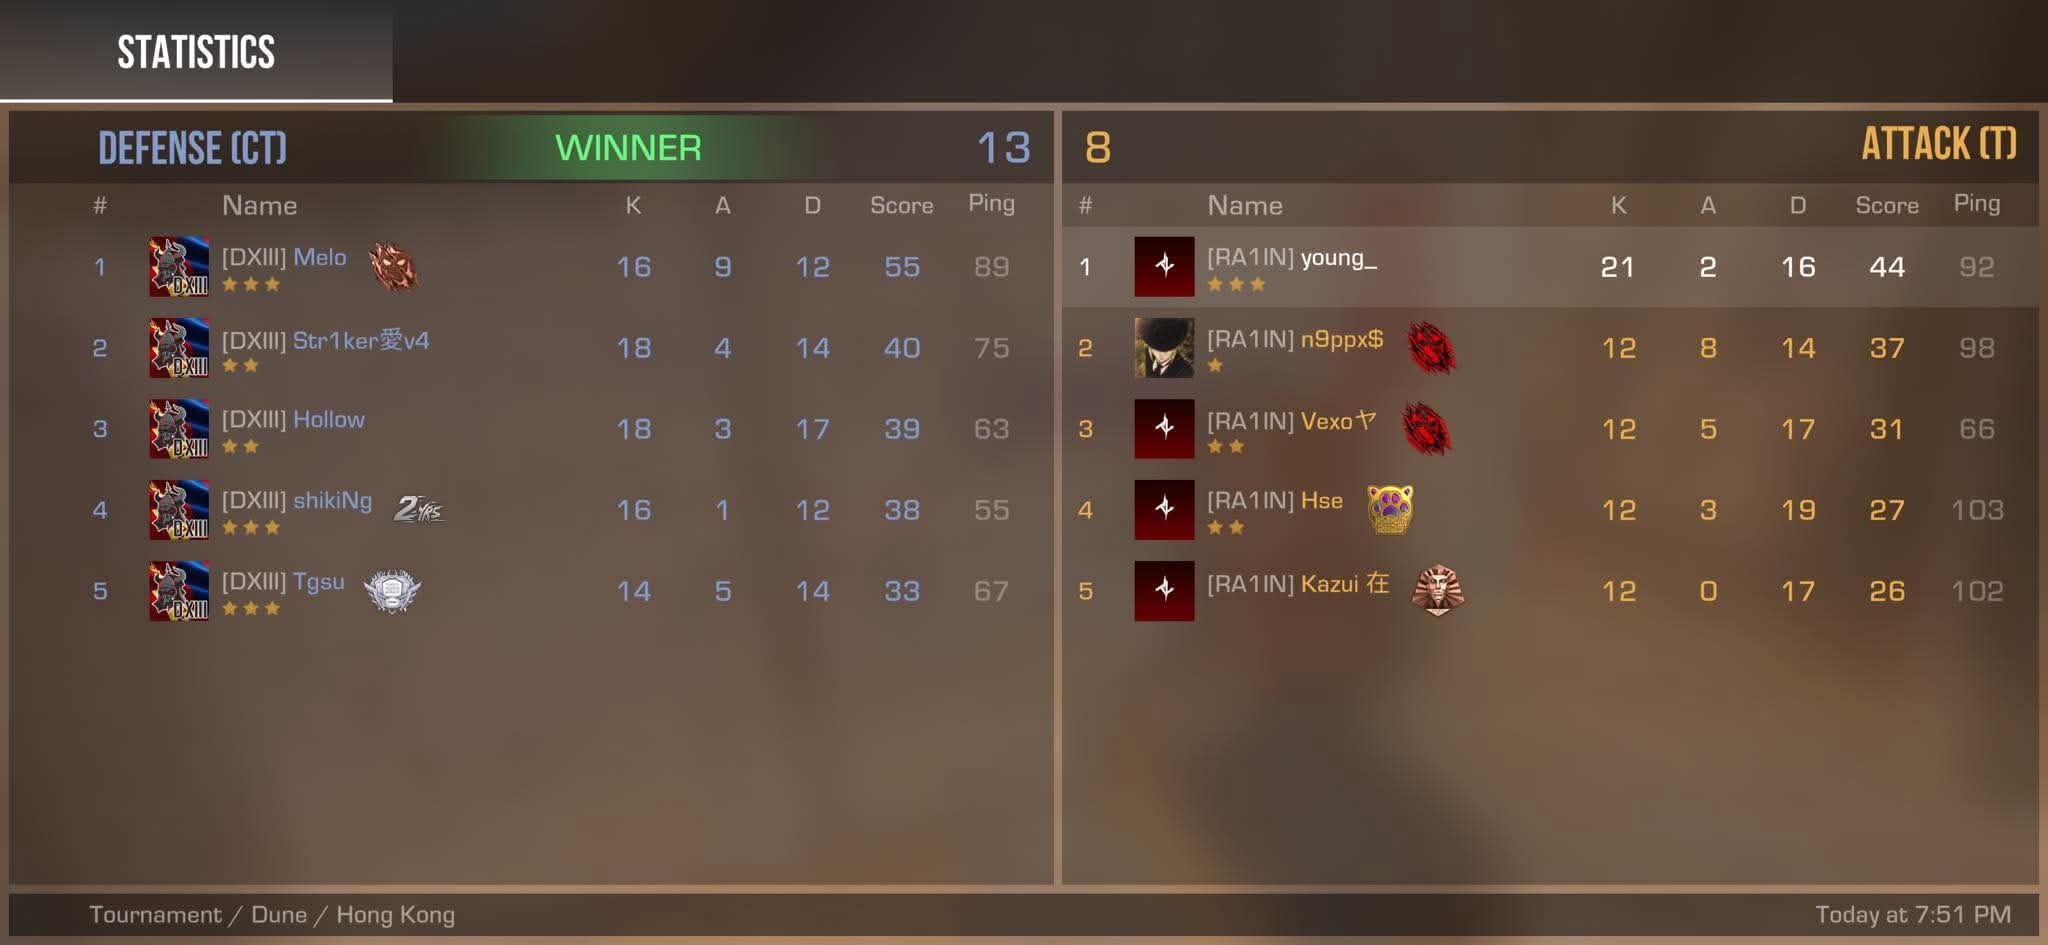 STATISTICS
DEFENSE (CT) WINNER 13
# Name K A D Score Ping
1 DXIII [DXIII] Melo 16 9 12 55 89
2 DXIII [DXIII] Str1ker愛v4 18 4 14 40 75
3 DXIII [DXIII] Hollow 18 3 17 39 63
4 DXIII [DXIII] shikiNg 2YRS 16 1 12 38 55
5 DXIII [DXIII] Tgsu 14 5 14 33 67
8 ATTACK (T)
# Name K A D Score Ping
1 [RA1IN] young_ 21 2 16 44 92
2 [RA1IN] n9ppx$ 12 8 14 37 98
3 [RA1IN] Vexoヤ 12 5 17 31 66
4 [RA1IN] Hse 12 3 19 27 103
5 [RA1IN] Kazui 在 12 0 17 26 102
Tournament / Dune / Hong Kong
Today at 7:51 PM